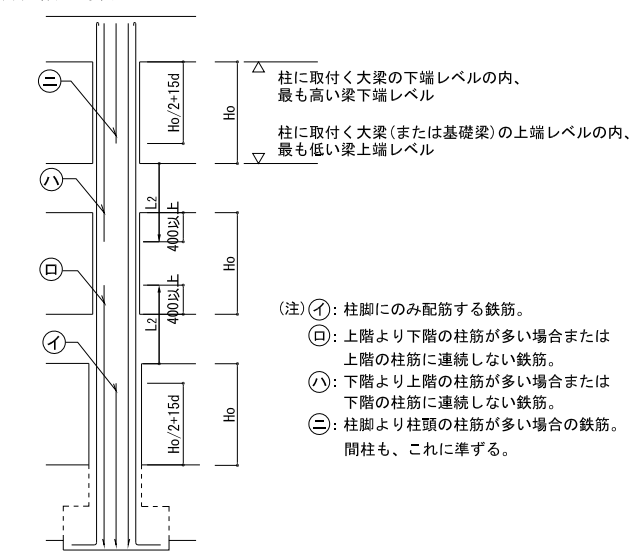 ㊁
Ho/2+15d
Ho
柱に取付く大梁の下端レベルの内、
最も高い梁下端レベル
柱に取付く大梁(または基礎梁)の上端レベルの内、
最も低い梁上端レベル
ハ
L2
400以上
Ho
ロ
400以上
L2
イ
Ho/2+15d
Ho
(注)イ:柱脚にのみ配筋する鉄筋。
ロ:上階より下階の柱筋が多い場合または
上階の柱筋に連続しない鉄筋。
ハ:下階より上階の柱筋が多い場合または
下階の柱筋に連続しない鉄筋。
ニ:柱脚より柱頭の柱筋が多い場合の鉄筋。
間柱も、これに準ずる。